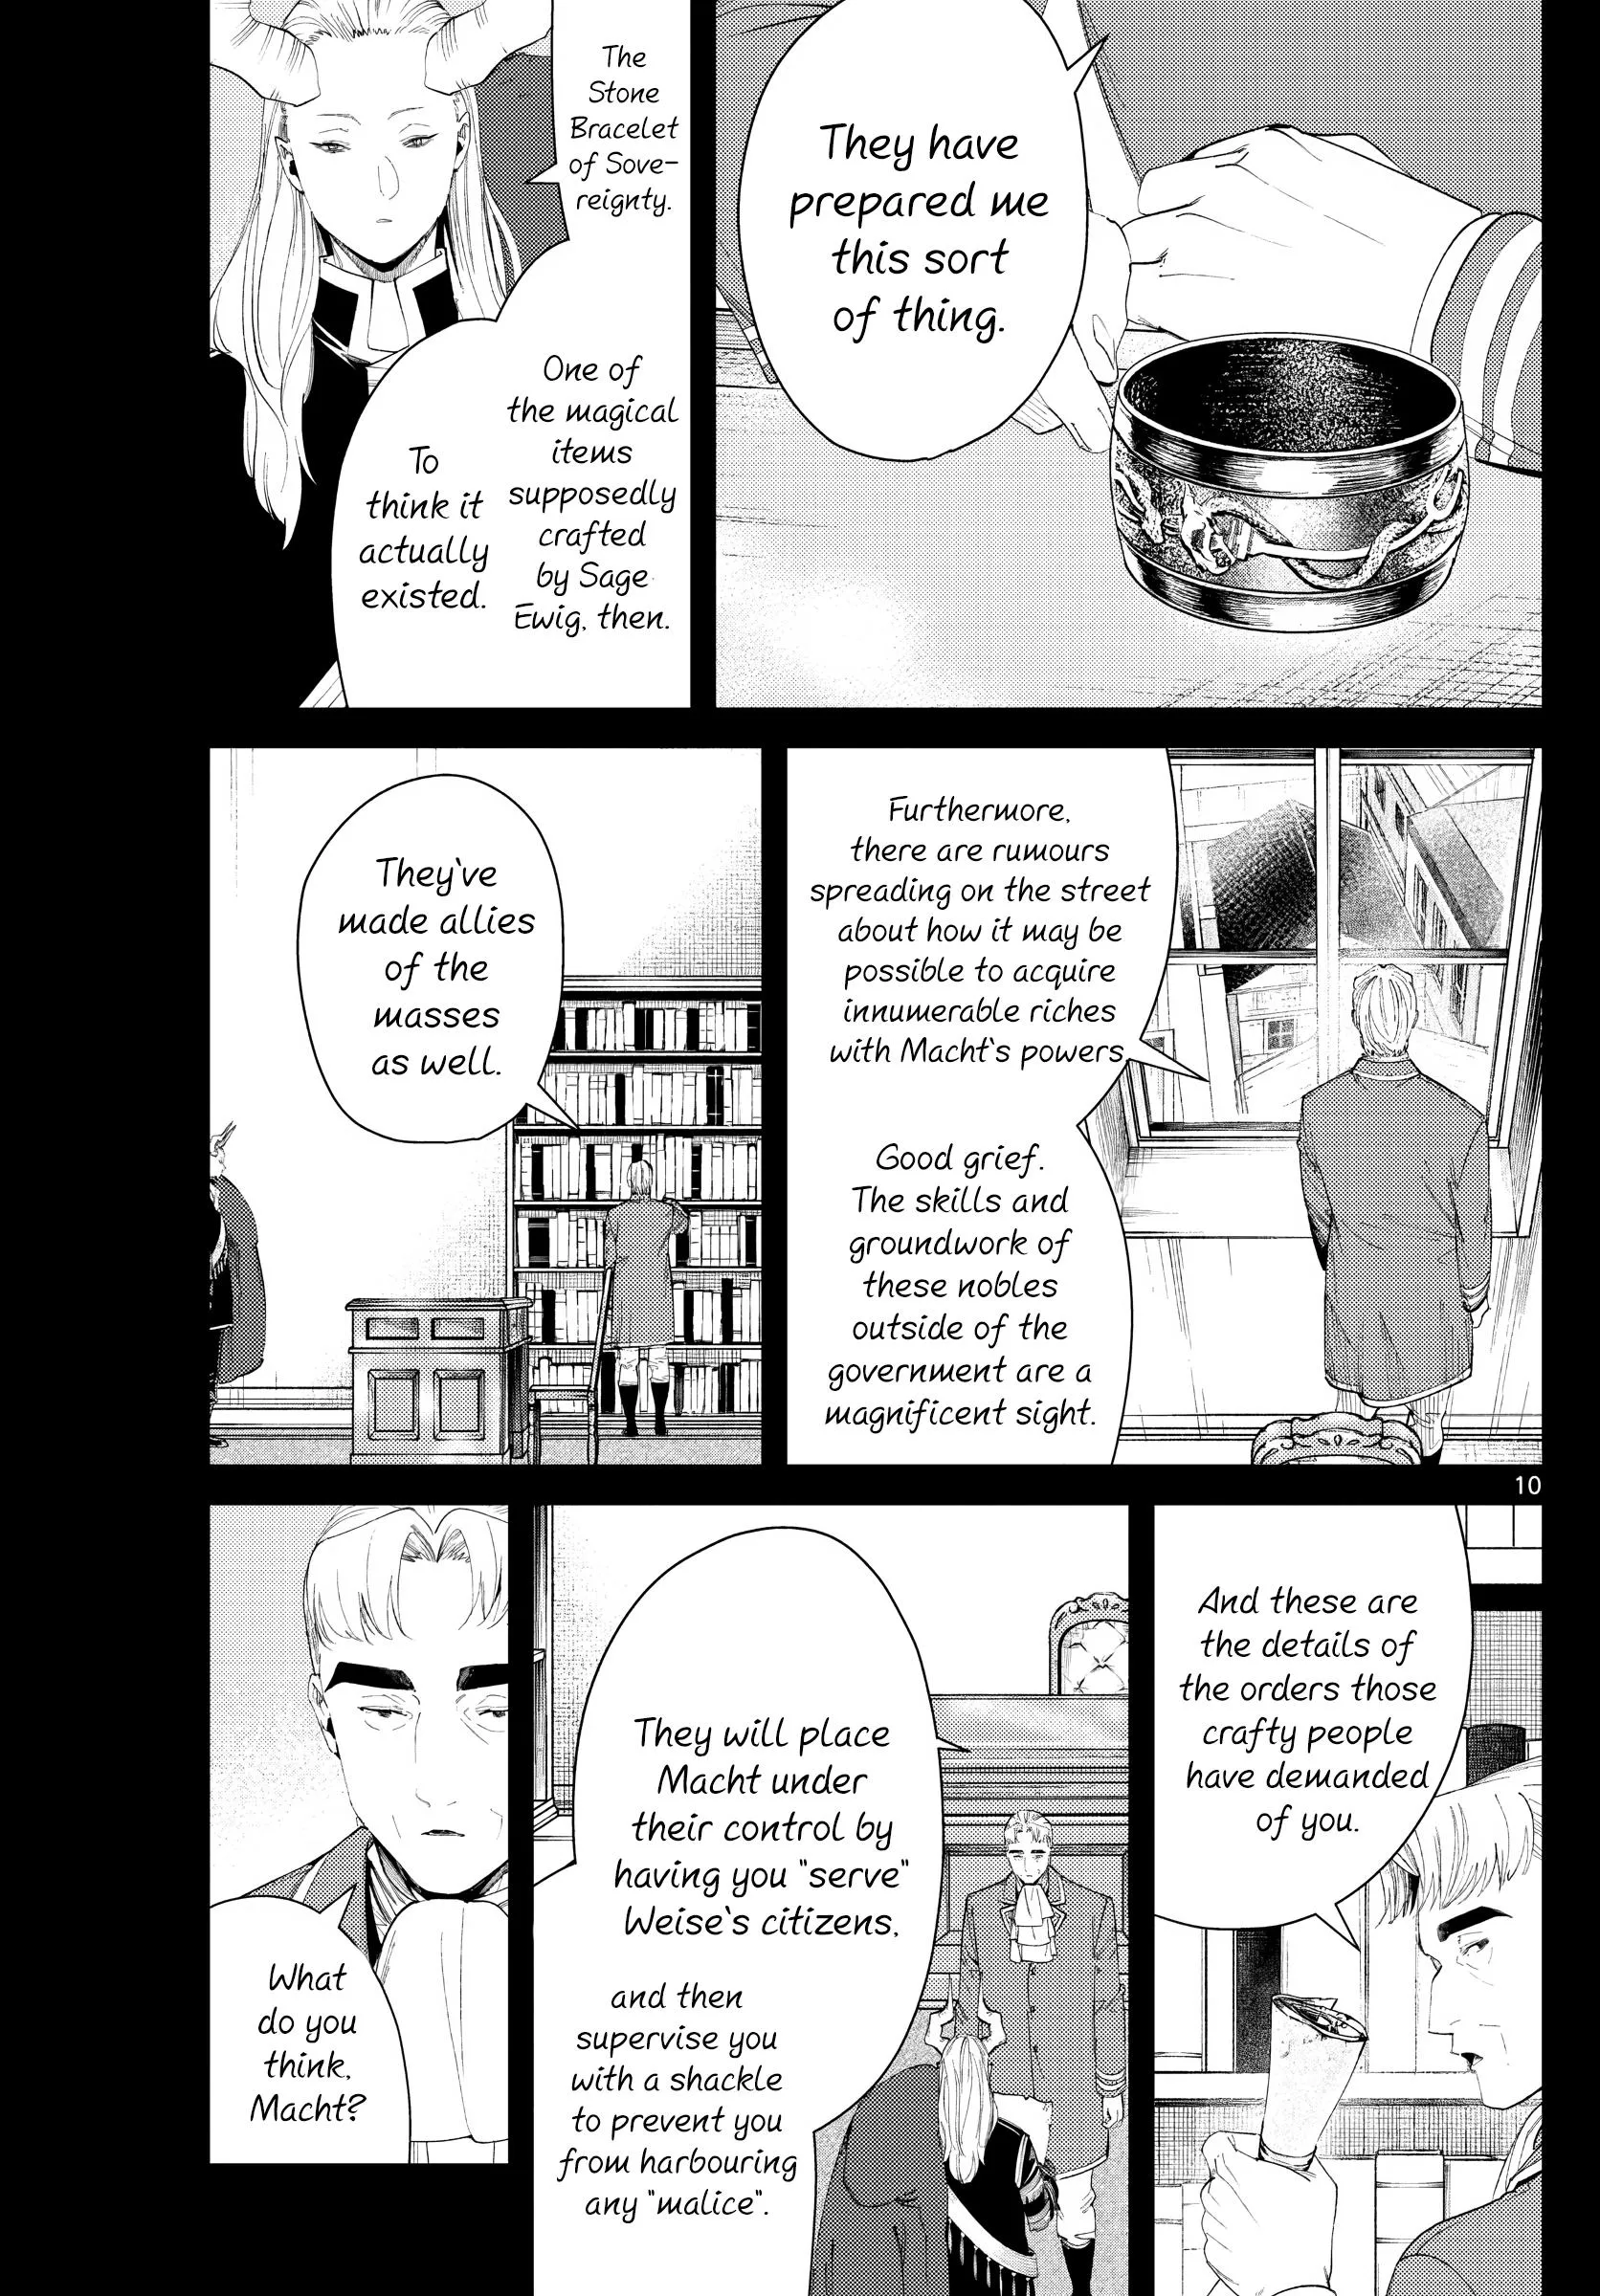 They have
prepared me
this sort
of thing.
The
Stone
Bracelet
of Sove-
reignty.
One of
the magical
items
supposedly
crafted
by Sage
Ewig, then.
To
think it
actually
existed.
Furthermore,
there are rumours
spreading on the street
about how it may be
possible to acquire
innumerable riches
with Macht`s powers.
Good grief.
The skills and
groundwork of
these nobles
outside of the
government are a
magnificent sight.
They`ve
made allies
of the
masses
as well.
10
And these are
the details of
the orders those
crafty people
have demanded
of you.
They will place
Macht under
their control by
having you "serve"
Weise`s citizens,
and then
supervise you
with a shackle
to prevent you
from harbouring
any "malice".
What
do you
think,
Macht?